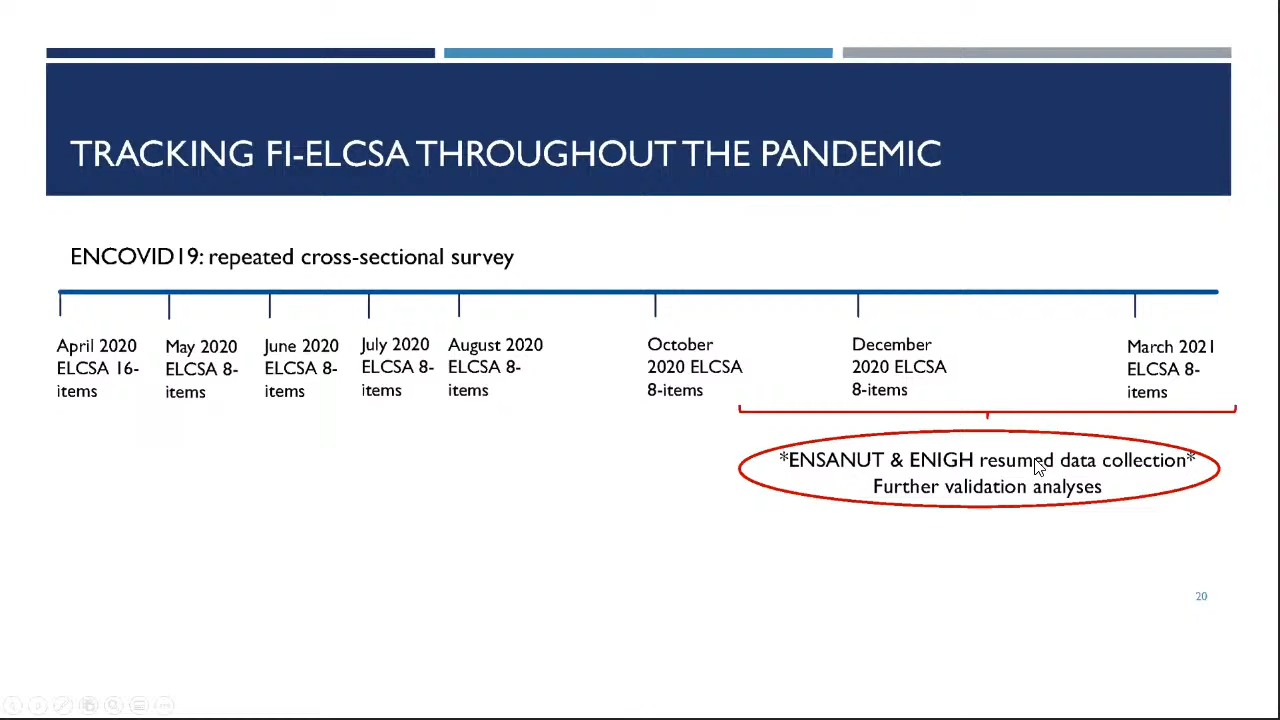 TRACKING FI-ELCSA THROUGHOUT THE PANDEMIC
ENCOVID19: repeated cross-sectional survey
April 2020
ELCSA 16-
items
May 2020
ELCSA 8-
items
June 2020
ELCSA 8-
items
July 2020
ELCSA 8-
items
August 2020
ELCSA 8-
items
October
2020 ELCSA
8-items
December
2020 ELCSA
8-items
March 2021
ELCSA 8-
items
*ENSANUT & ENIGH resumed data collection*
Further validation analyses
20